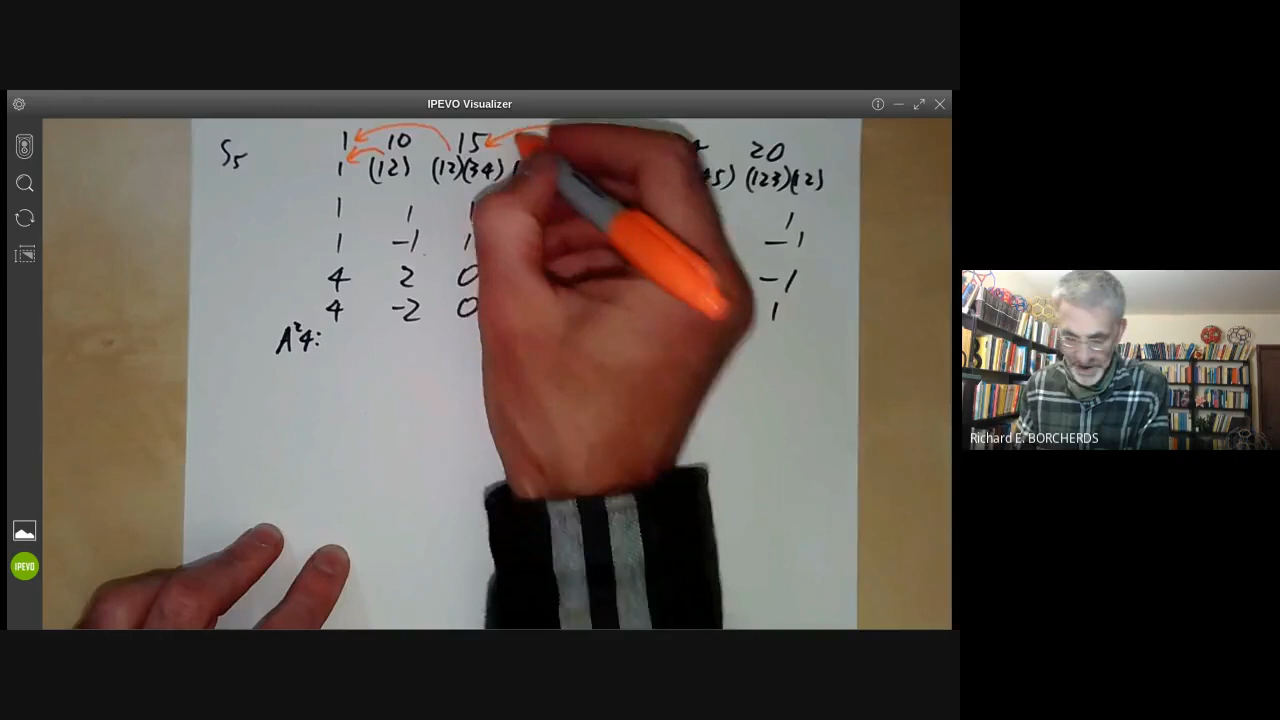 IPEVO Visualizer
S5 1 10 15 20
1 (12) (12)(34) 45) (123)(12)
1 1 1 1
1 -1 1 -1
4 2 0 -1
4 -2 0 1
Λ²4:
IPEVO
Richard E. BORCHERDS